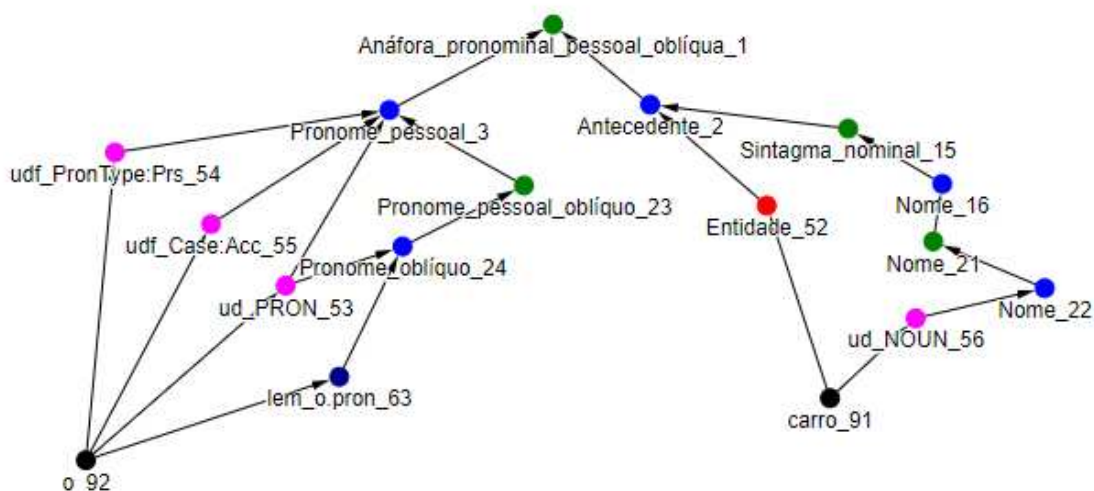 Anáfora_pronominal_pessoal_oblíqua_1
Pronome_pessoal_3
Antecedente_2
udf_PronType:Prs_54
Sintagma_nominal_15
Pronome_pessoal_oblíquo_23
Nome_16
udf_Case:Acc_55
Entidade_52
Pronome_oblíquo_24
Nome_21
ud_PRON_53
Nome_22
ud_NOUN_56
lem_o.pron_63
carro_91
o_92